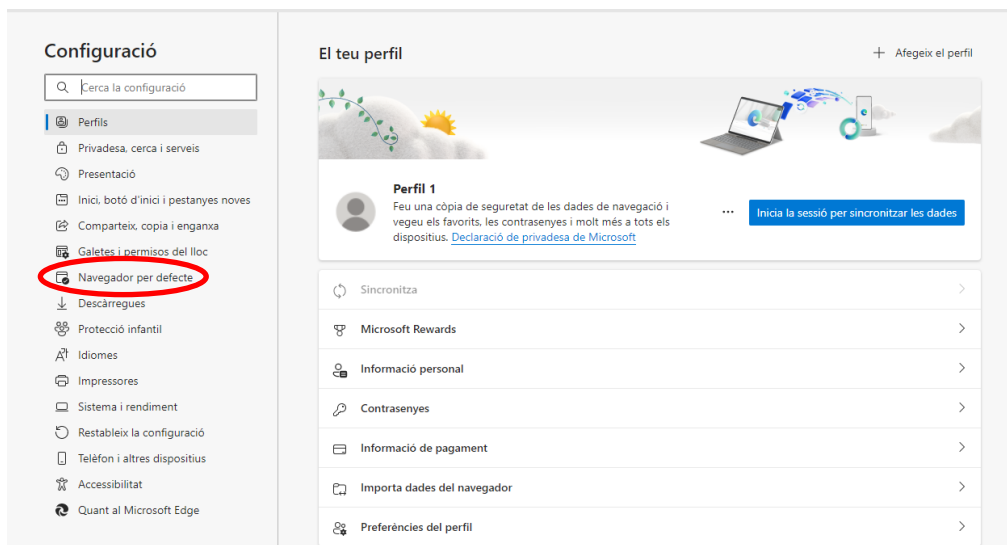 Configuració
Cerca la configuració
Perfils
Privadesa, cerca i serveis
Presentació
Inici, botó d'inici i pestanyes noves
Comparteix, copia i enganxa
Galetes i permisos del lloc
Navegador per defecte
Descàrregues
Protecció infantil
Idiomes
Impressores
Sistema i rendiment
Restableix la configuració
Telèfon i altres dispositius
Accessibilitat
Quant al Microsoft Edge
El teu perfil
Afegeix el perfil
Perfil 1
Feu una còpia de seguretat de les dades de navegació i
vegeu els favorits, les contrasenyes i molt més a tots els
dispositius. Declaració de privadesa de Microsoft
Inicia la sessió per sincronitzar les dades
Sincronitza
Microsoft Rewards
Informació personal
Contrasenyes
Informació de pagament
Importa dades del navegador
Preferències del perfil